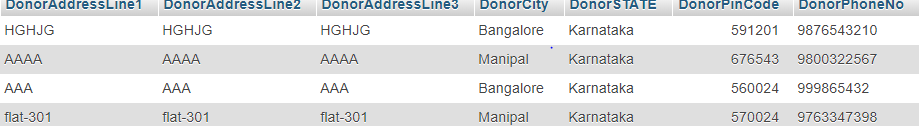 DonorAddressLine1 DonorAddressLine2 DonorAddressLine3 DonorCity DonorSTATE DonorPinCode DonorPhoneNo
HGHJG HGHJG HGHJG Bangalore Karnataka 591201 9876543210
AAAA AAAA AAAA Manipal Karnataka 676543 9800322567
AAA AAA AAA Bangalore Karnataka 560024 999865432
flat-301 flat-301 flat-301 Manipal Karnataka 570024 9763347398